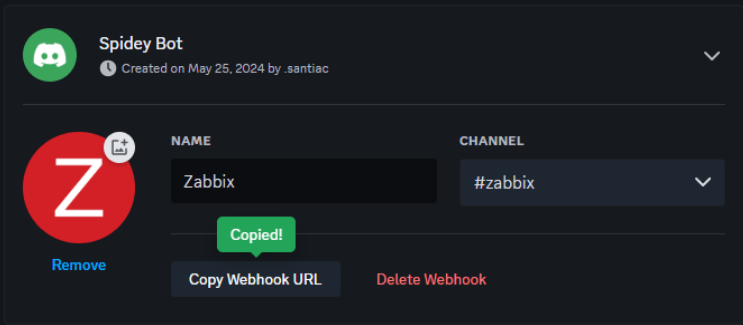 Spidey Bot
Created on May 25, 2024 by .santiac
NAME
CHANNEL
Z
Zabbix
#zabbix
Copied!
Remove
Copy Webhook URL
Delete Webhook